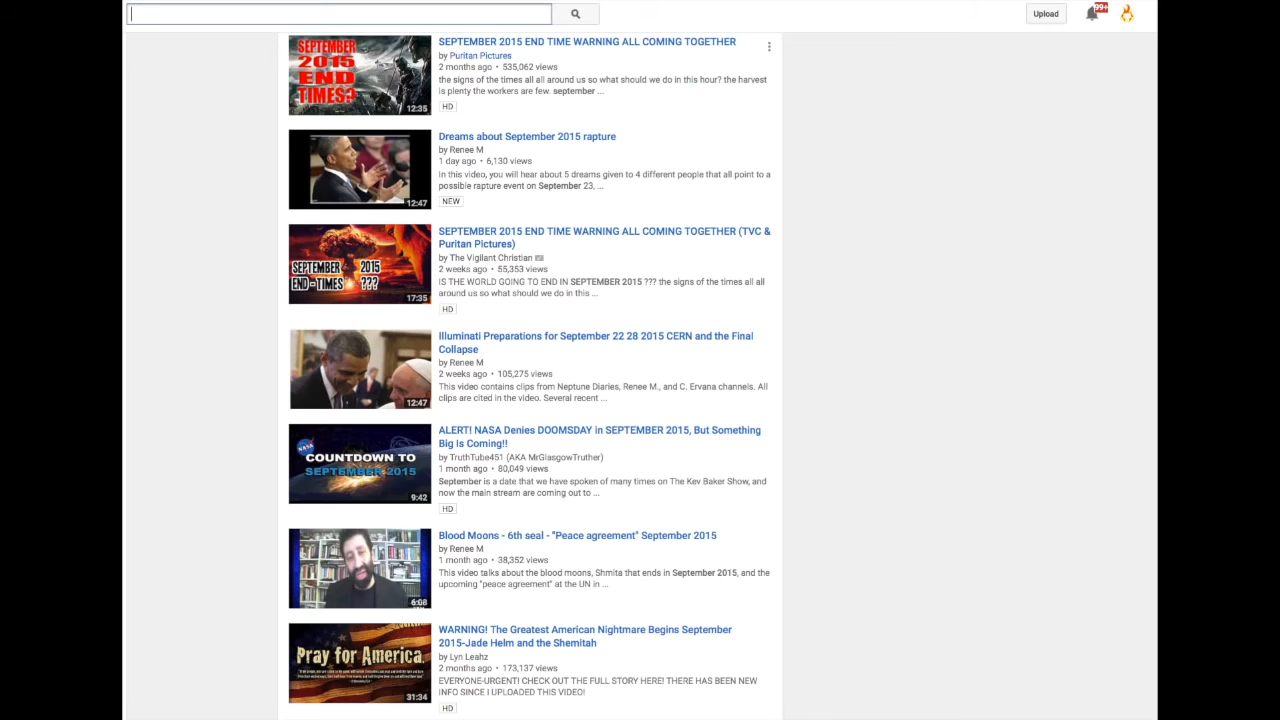 Upload
99+
SEPTEMBER
2015
END
TIMES?
12:35
SEPTEMBER 2015 END TIME WARNING ALL COMING TOGETHER
by Puritan Pictures
2 months ago • 535,062 views
the signs of the times all all around us so what should we do in this hour? the harvest
is plenty the workers are few. september ...
HD
12:47
Dreams about September 2015 rapture
by Renee M
1 day ago • 6,130 views
In this video, you will hear about 5 dreams given to 4 different people that all point to a
possible rapture event on September 23, ...
NEW
SEPTEMBER 2015
END-TIMES ???
17:35
SEPTEMBER 2015 END TIME WARNING ALL COMING TOGETHER (TVC &
Puritan Pictures)
by The Vigilant Christian
2 weeks ago • 55,353 views
IS THE WORLD GOING TO END IN SEPTEMBER 2015 ??? the signs of the times all all
around us so what should we do in this ...
HD
12:47
Illuminati Preparations for September 22 28 2015 CERN and the Final
Collapse
by Renee M
2 weeks ago • 105,275 views
This video contains clips from Neptune Diaries, Renee M., and C. Ervana channels. All
clips are cited in the video. Several recent ...
NASA
COUNTDOWN TO
SEPTEMBER 2015
9:42
ALERT! NASA Denies DOOMSDAY in SEPTEMBER 2015, But Something
Big Is Coming!!
by TruthTube451 (AKA MrGlasgowTruther)
1 month ago • 80,049 views
September is a date that we have spoken of many times on The Kev Baker Show, and
now the main stream are coming out to ...
HD
6:08
Blood Moons - 6th seal - "Peace agreement" September 2015
by Renee M
1 month ago • 38,352 views
This video talks about the blood moons, Shmita that ends in September 2015, and the
upcoming "peace agreement" at the UN in ...
Pray for America.
31:34
WARNING! The Greatest American Nightmare Begins September
2015-Jade Helm and the Shemitah
by Lyn Leahz
2 months ago • 173,137 views
EVERYONE-URGENT! CHECK OUT THE FULL STORY HERE! THERE HAS BEEN NEW
INFO SINCE I UPLOADED THIS VIDEO!
HD